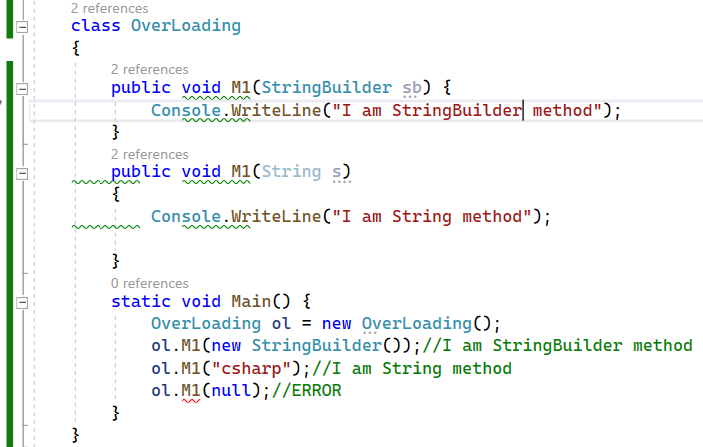 2 references
class OverLoading
{
2 references
public void M1(StringBuilder sb) {
Console.WriteLine("I am StringBuilder method");
}
2 references
public void M1(String s)
{
Console.WriteLine("I am String method");
}
0 references
static void Main() {
OverLoading ol = new OverLoading();
ol.M1(new StringBuilder());//I am StringBuilder method
ol.M1("csharp");//I am String method
ol.M1(null);//ERROR
}
}